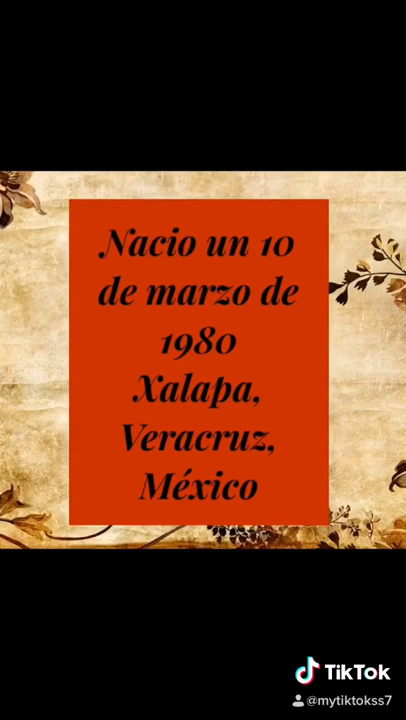 Nacio un 10
de marzo de
1980
Xalapa,
Veracruz,
México
TikTok
@mytiktokss7